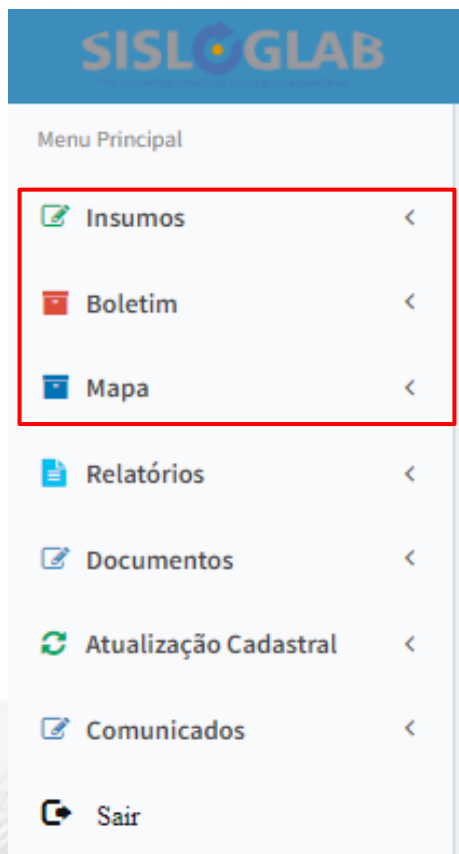 SISLOGLAB
Menu Principal
Insumos
Boletim
Mapa
Relatórios
Documentos
Atualização Cadastral
Comunicados
Sair